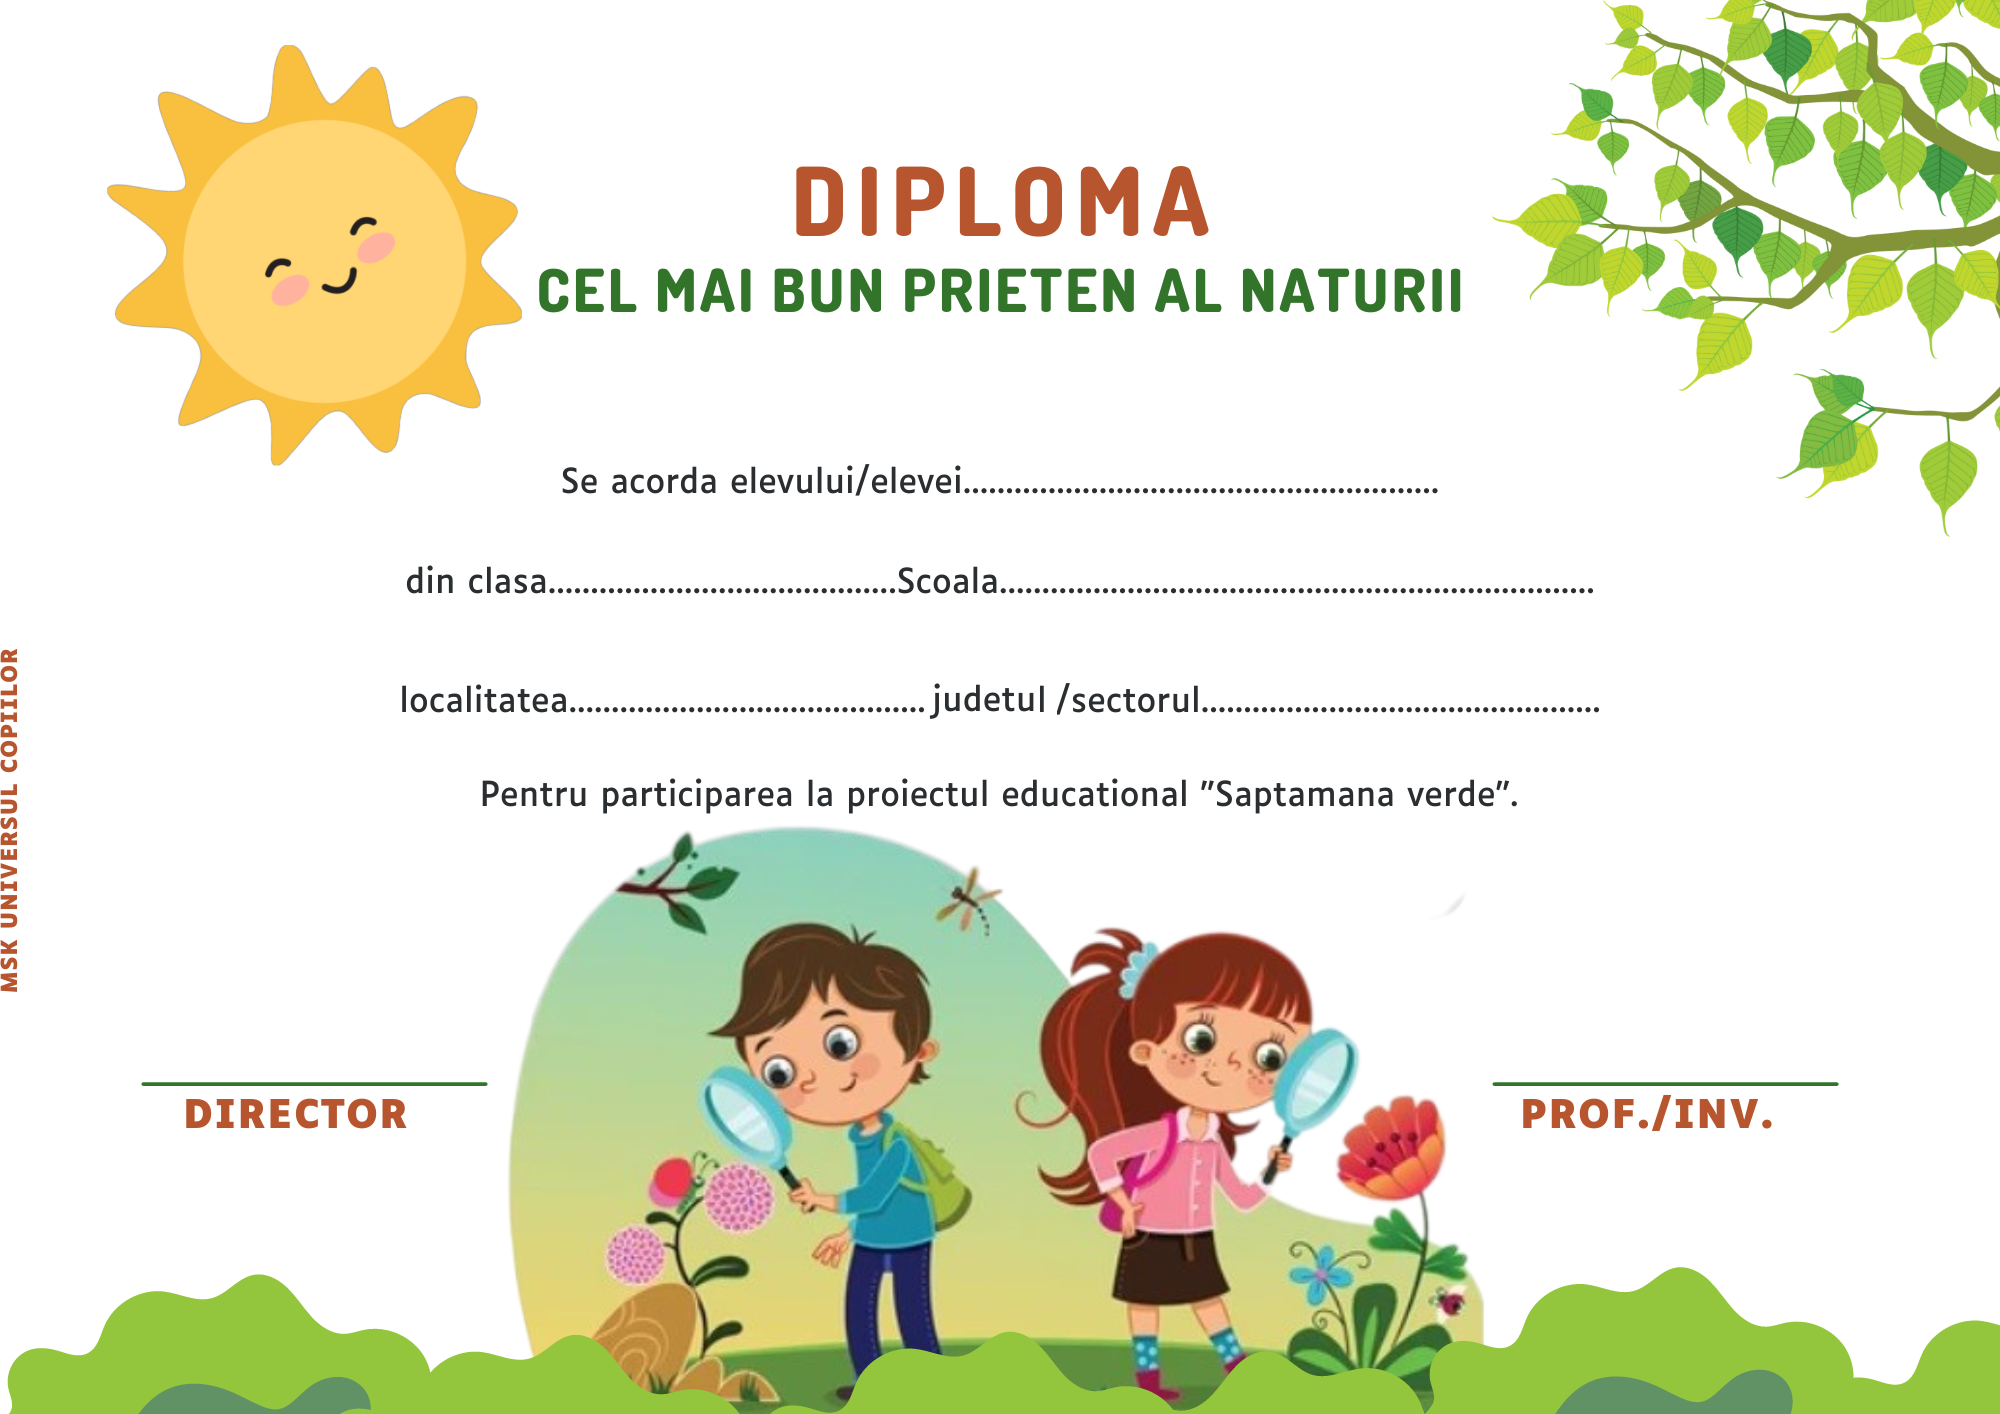 DIPLOMA
CEL MAI BUN PRIETEN AL NATURII
Se acorda elevului/elevei........................................................
din clasa.........................................Scoala......................................................................
localitatea.......................................... judetul /sectorul...............................................
Pentru participarea la proiectul educational "Saptamana verde".
MSK UNIVERSUL COPIILOR
DIRECTOR
PROF./INV.